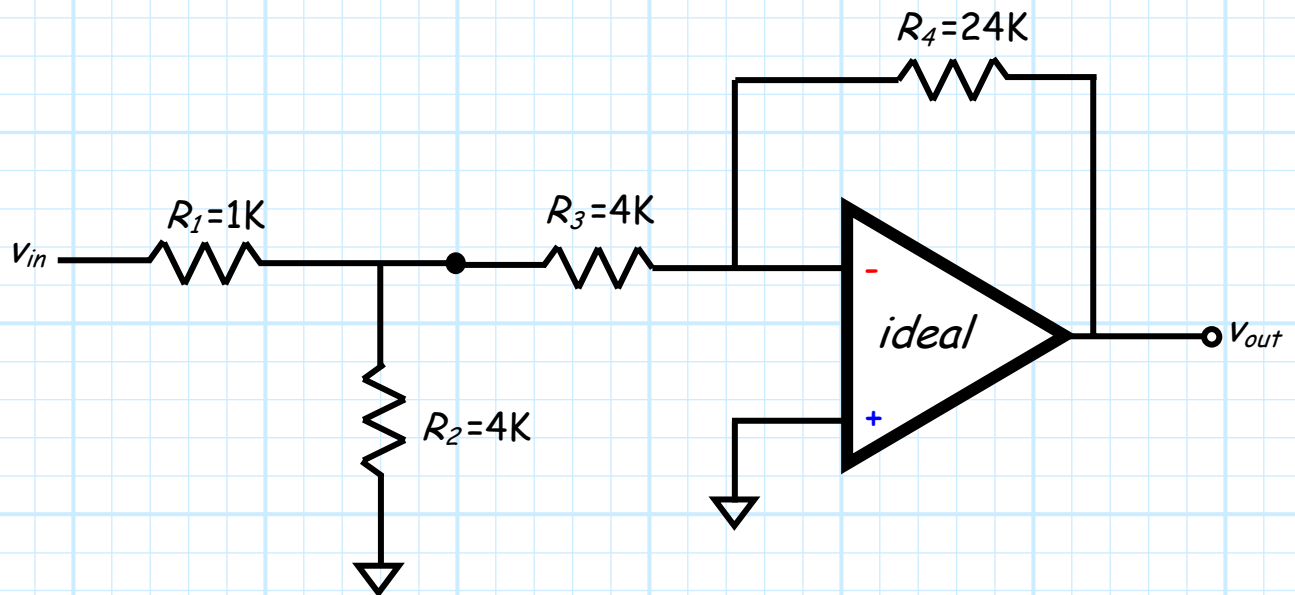 R4=24K
R1=1K
R3=4K
vin
-
ideal
vout
+
R2=4K